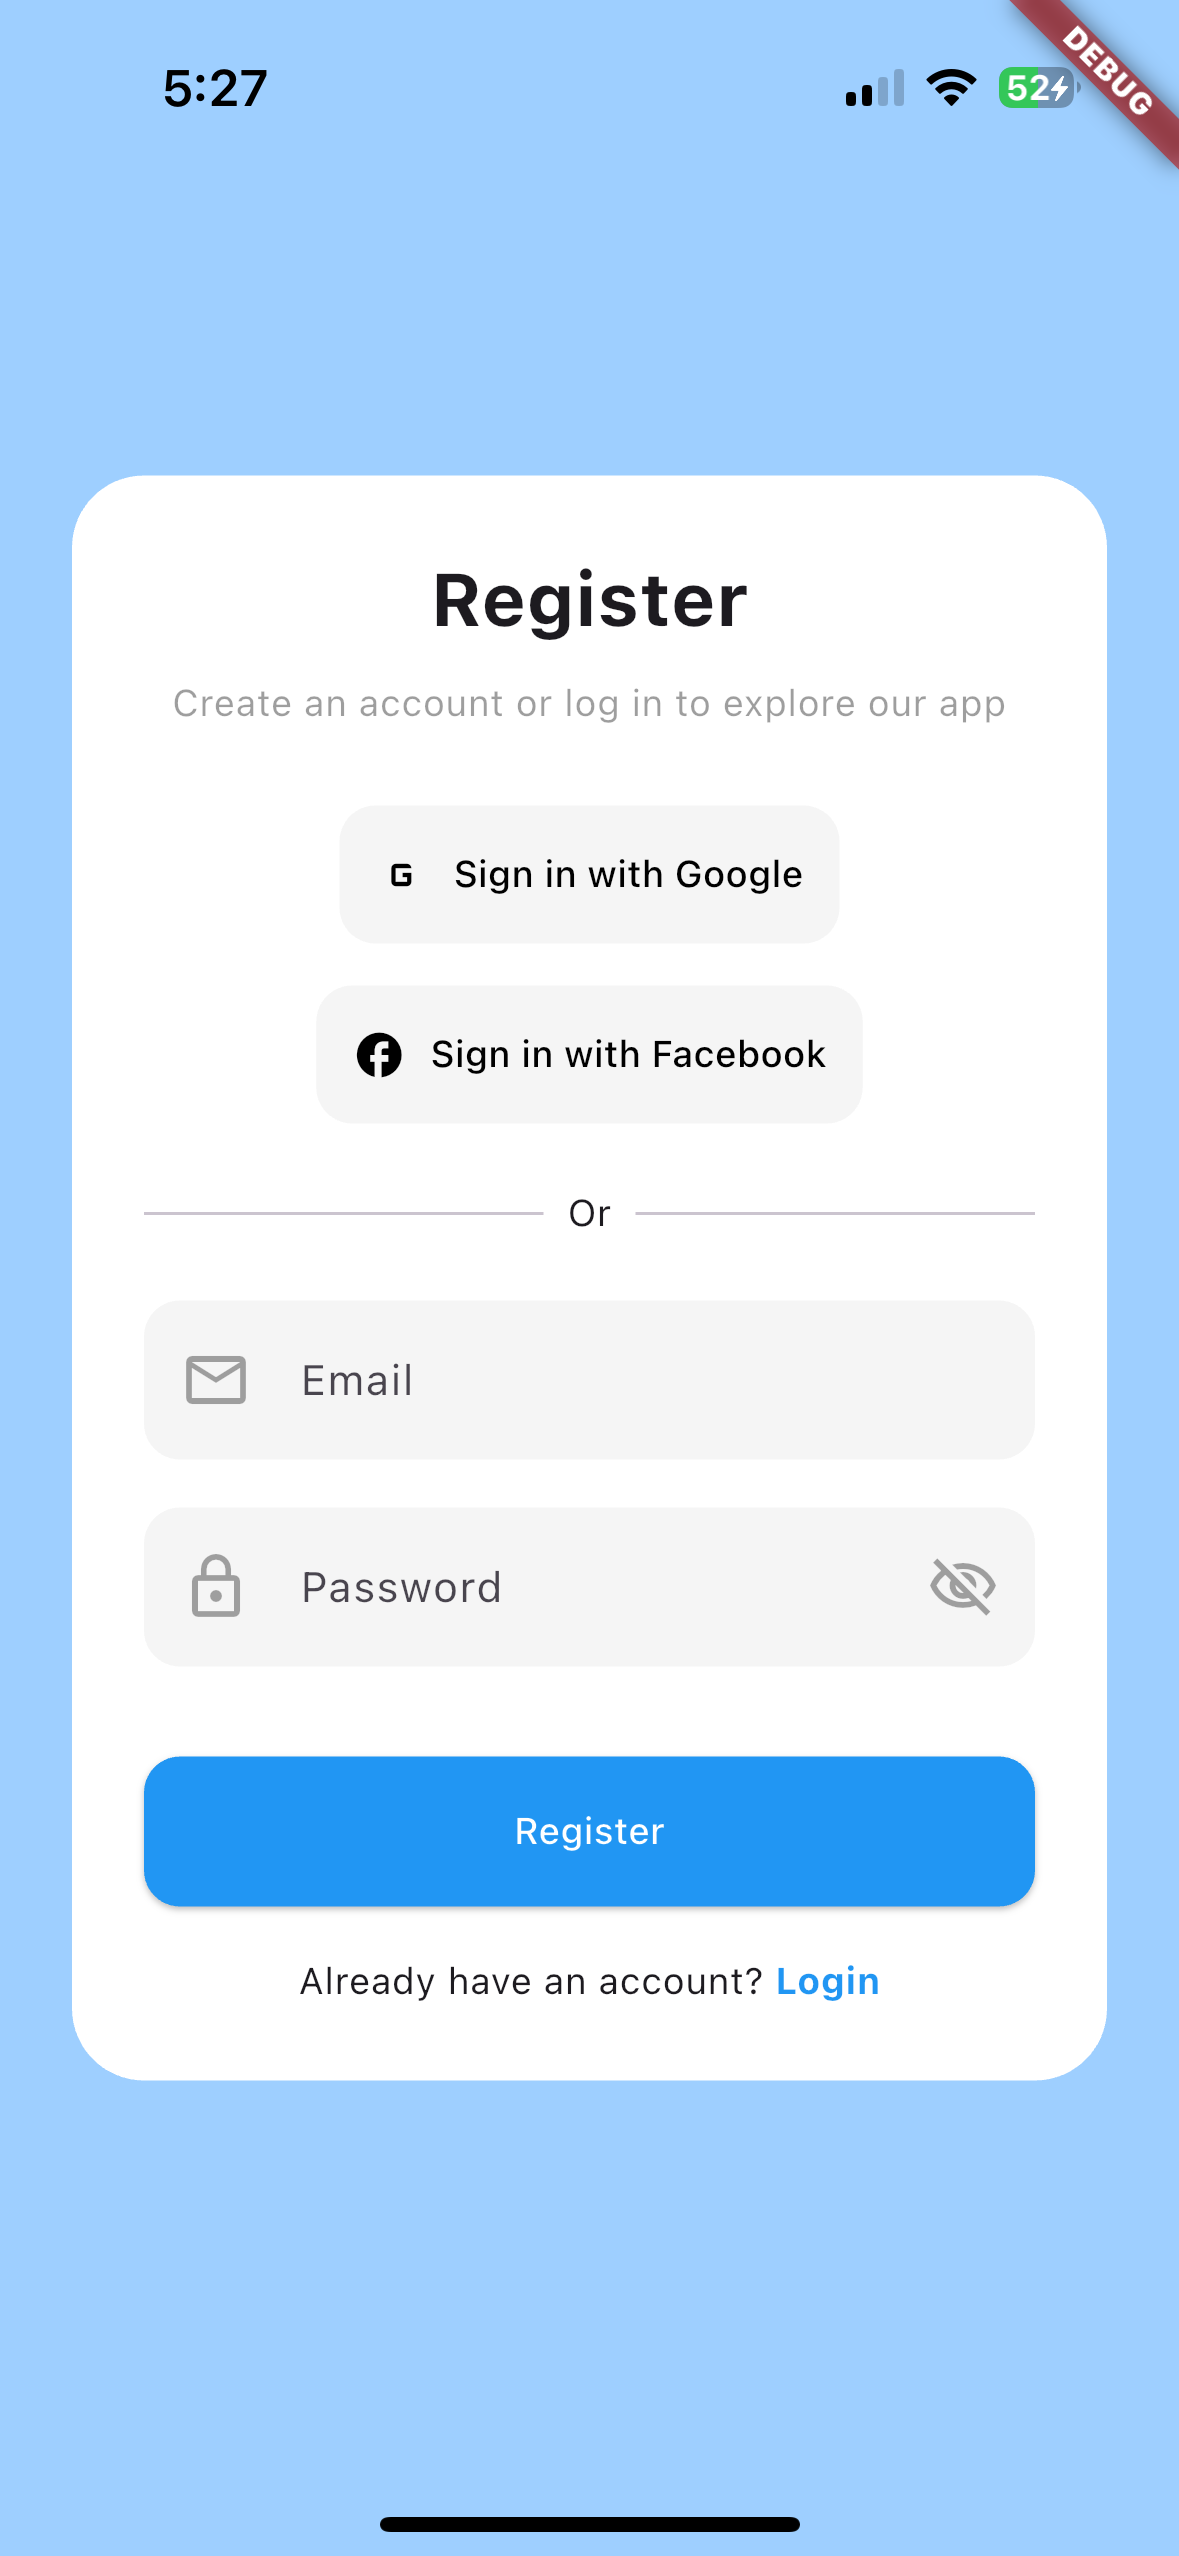 5:27
52
DEBUG
Register
Create an account or log in to explore our app
G Sign in with Google
Sign in with Facebook
Or
Email
Password
Register
Already have an account? Login